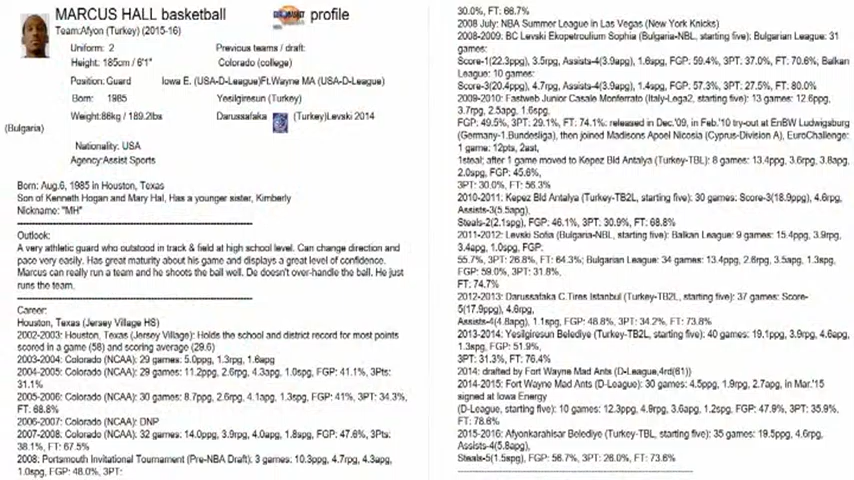 MARCUS HALL basketball profile
Team:Afyon (Turkey) (2015-16)
Uniform: 2 Previous teams / draft:
Height: 185cm / 6'1" Colorado (college)
Position: Guard Iowa E. (USA-D-League)Ft.Wayne MA (USA-D-League)
Born: 1985 Yesilgiresun (Turkey)
Weight:86kg / 189.2lbs Darussafaka (Turkey)Levski 2014
(Bulgaria)
Nationality: USA
Agency:Assist Sports
Born: Aug.6, 1985 in Houston, Texas
Son of Kenneth Hogan and Mary Hal, Has a younger sister, Kimberly
Nickname: "MH"
Outlook:
A very athletic guard who outstood in track & field at high school level. Can change direction and
pace very easily. Has great maturity about his game and displays a great level of confidence.
Marcus can really run a team and he shoots the ball well. De doesn't over-handle the ball. He just
runs the team.
Career:
Houston, Texas (Jersey Village HS)
2002-2003: Houston, Texas (Jersey Village): Holds the school and district record for most points
scored in a game (58) and scoring average (29.6)
2003-2004: Colorado (NCAA): 29 games: 5.0ppg, 1.3rpg, 1.6apg
2004-2005: Colorado (NCAA): 29 games: 11.2ppg, 2.6rpg, 4.3apg, 1.0spg, FGP: 41.1%, 3Pts:
31.1%
2005-2006: Colorado (NCAA): 30 games: 8.7ppg, 2.6rpg, 4.1apg, 1.3spg, FGP: 41%, 3PT: 34.3%,
FT: 68.8%
2006-2007: Colorado (NCAA): DNP
2007-2008: Colorado (NCAA): 32 games: 14.0ppg, 3.9rpg, 4.0apg, 1.8spg, FGP: 47.6%, 3Pts:
38.1%, FT: 67.5%
2008: Portsmouth Invitational Tournament (Pre-NBA Draft): 3 games: 10.3ppg, 4.7rpg, 4.3apg,
1.0spg, FGP: 48.0%, 3PT:
30.0%, FT: 66.7%
2008 July: NBA Summer League in Las Vegas (New York Knicks)
2008-2009: BC Levski Ekopetroulium Sophia (Bulgaria-NBL, starting five): Bulgarian League: 31
games:
Score-1(22.3ppg), 3.5rpg, Assists-4(3.9apg), 1.6spg, FGP: 59.4%, 3PT: 37.0%, FT: 70.6%, Balkan
League: 10 games:
Score-3(20.4ppg), 4.7rpg, Assists-4(3.9apg), 1.4spg, FGP: 57.3%, 3PT: 27.5%, FT: 80.0%
2009-2010: Fastweb Junior Casale Monferrato (Italy-Lega2, starting five): 13 games: 12.6ppg,
3.7rpg, 2.5apg, 1.6spg,
FGP: 49.5%, 3PT: 29.1%, FT: 74.1%: released in Dec.'09, in Feb.'10 try-out at EnBW Ludwigsburg
(Germany-1.Bundesliga), then joined Madisons Apoel Nicosia (Cyprus-Division A), EuroChallenge:
1 game: 12pts, 2ast,
1steal; after 1 game moved to Kepez Bld Antalya (Turkey-TBL): 8 games: 13.4ppg, 3.6rpg, 3.8apg,
2.0spg, FGP: 45.6%,
3PT: 30.0%, FT: 56.3%
2010-2011: Kepez Bld Antalya (Turkey-TB2L, starting five): 30 games: Score-3(18.9ppg), 4.6rpg,
Assists-3(5.5apg),
Steals-2(2.1spg), FGP: 46.1%, 3PT: 30.9%, FT: 68.8%
2011-2012: Levski Sofia (Bulgaria-NBL, starting five): Balkan League: 9 games: 15.4ppg, 3.9rpg,
3.4apg, 1.0spg, FGP:
55.7%, 3PT: 26.8%, FT: 64.3%; Bulgarian League: 34 games: 13.4ppg, 2.6rpg, 3.5apg, 1.3spg,
FGP: 59.0%, 3PT: 31.8%,
FT: 74.7%
2012-2013: Darussafaka C.Tires Istanbul (Turkey-TB2L, starting five): 37 games: Score-
5(17.9ppg), 4.6rpg,
Assists-4(4.8apg), 1.1spg, FGP: 48.8%, 3PT: 34.2%, FT: 73.8%
2013-2014: Yesilgiresun Belediye (Turkey-TB2L, starting five): 40 games: 19.1ppg, 3.9rpg, 4.6apg,
1.3spg, FGP: 51.9%,
3PT: 31.3%, FT: 76.4%
2014: drafted by Fort Wayne Mad Ants (D-League,4rd(61))
2014-2015: Fort Wayne Mad Ants (D-League): 30 games: 4.5ppg, 1.9rpg, 2.7apg, in Mar.'15
signed at Iowa Energy
(D-League, starting five): 10 games: 12.3ppg, 4.9rpg, 3.6apg, 1.2spg, FGP: 47.9%, 3PT: 35.9%,
FT: 78.6%
2015-2016: Afyonkarahisar Belediye (Turkey-TBL, starting five): 35 games: 19.5ppg, 4.6rpg,
Assists-4(5.8apg),
Steals-5(1.5spg), FGP: 56.7%, 3PT: 26.0%, FT: 73.6%